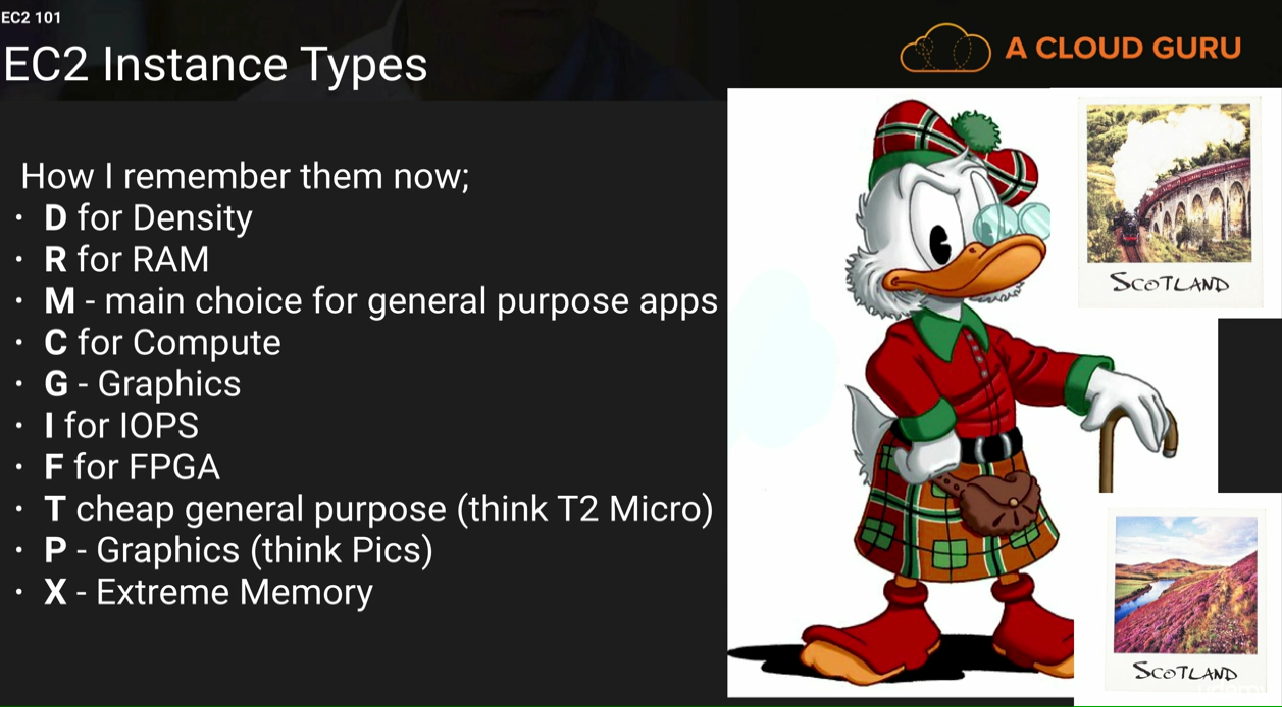 EC2 101
EC2 Instance Types
A CLOUD GURU
How I remember them now;
· D for Density
· R for RAM
· M - main choice for general purpose apps
· C for Compute
· G - Graphics
· I for IOPS
· F for FPGA
· T cheap general purpose (think T2 Micro)
· P - Graphics (think Pics)
· X - Extreme Memory
SCOTLAND
SCOTLAND